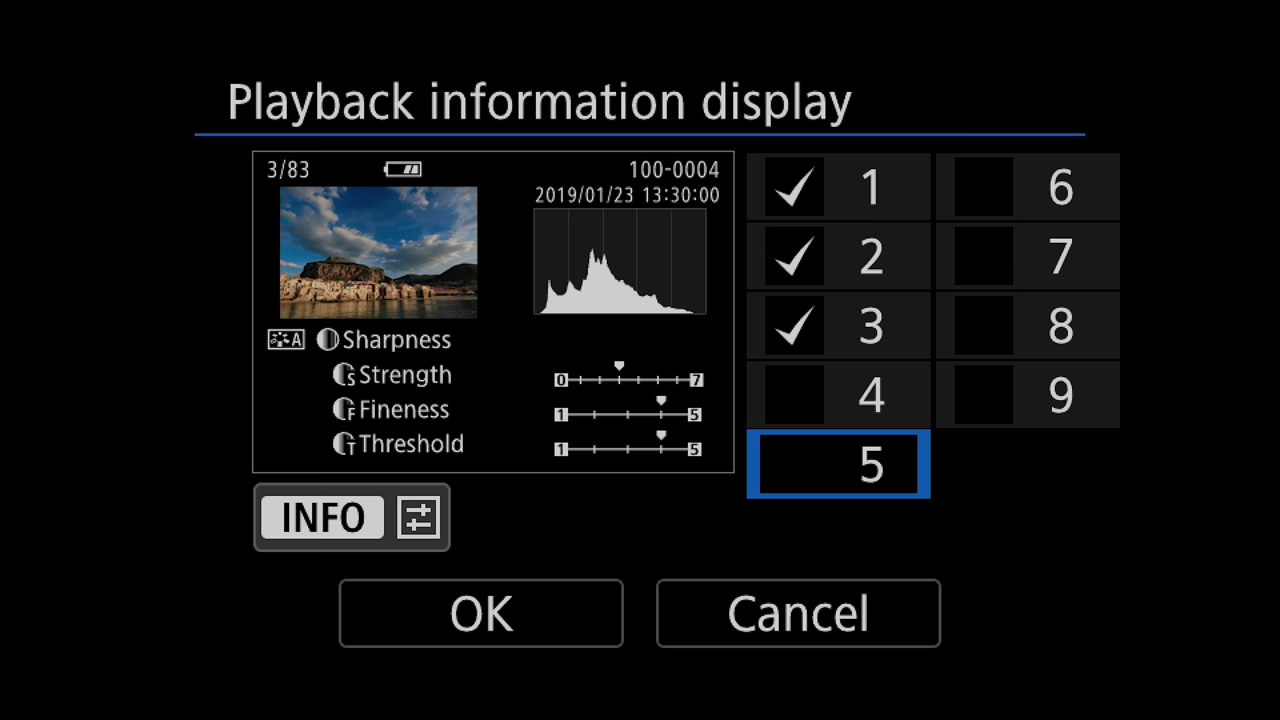 Playback information display
3/83 100-0004
2019/01/23 13:30:00
A Sharpness
S Strength 0 7
F Fineness 1 5
T Threshold 1 5
1 6
2 7
3 8
4 9
5
INFO
OK Cancel